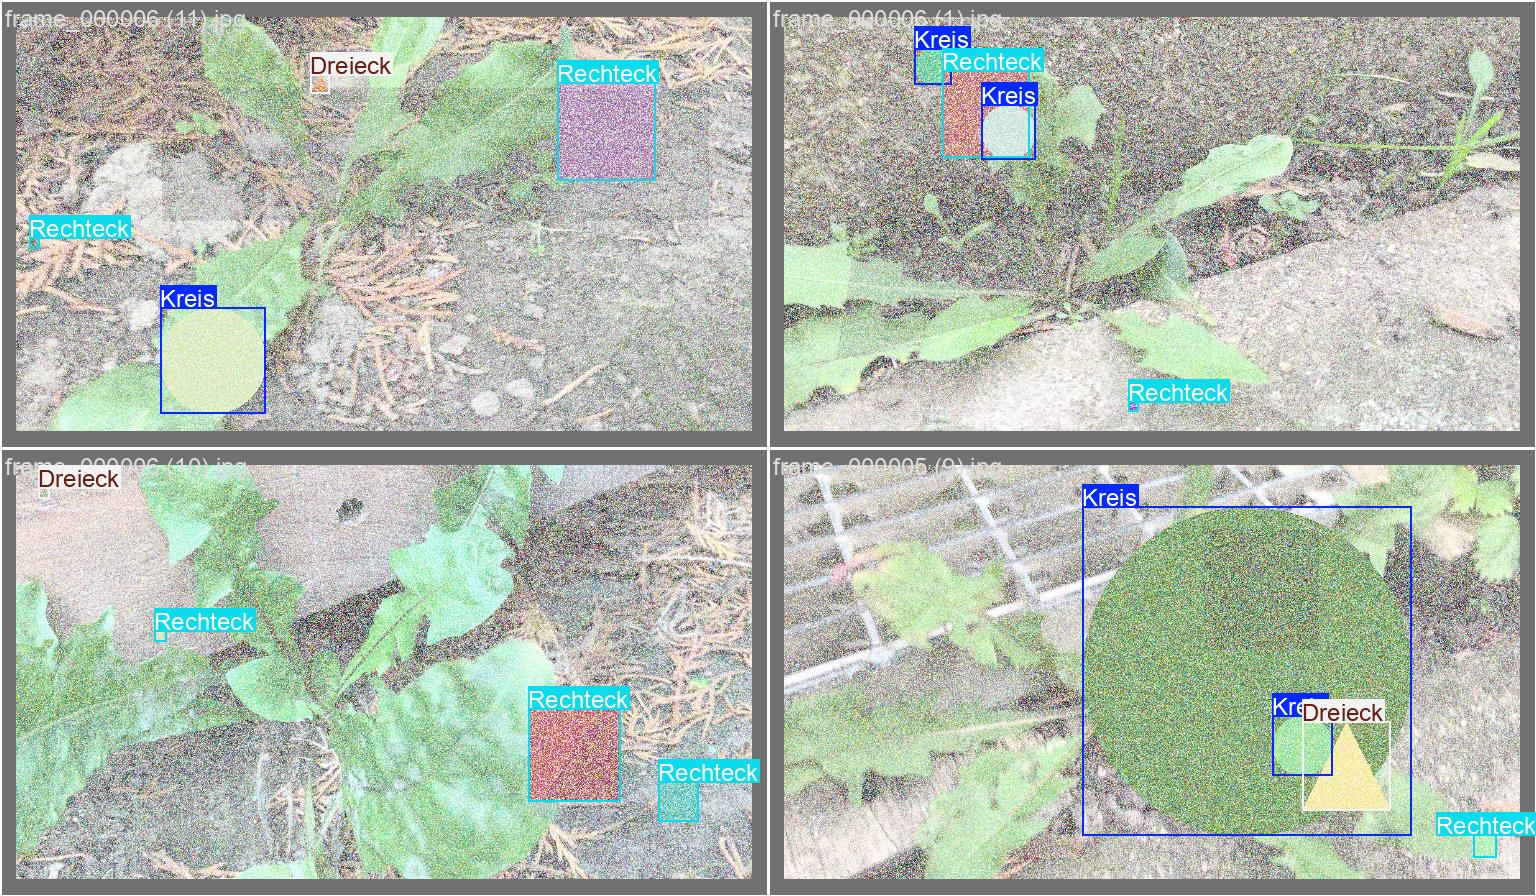 frame_000006 (11).jpg
Dreieck
Rechteck
Rechteck
Kreis
frame_000006 (1).jpg
Kreis
Rechteck
Kreis
Rechteck
frame_000006 (10).jpg
Dreieck
Rechteck
Rechteck
Rechteck
frame_000005 (9).jpg
Kreis
Dreieck
Rechteck